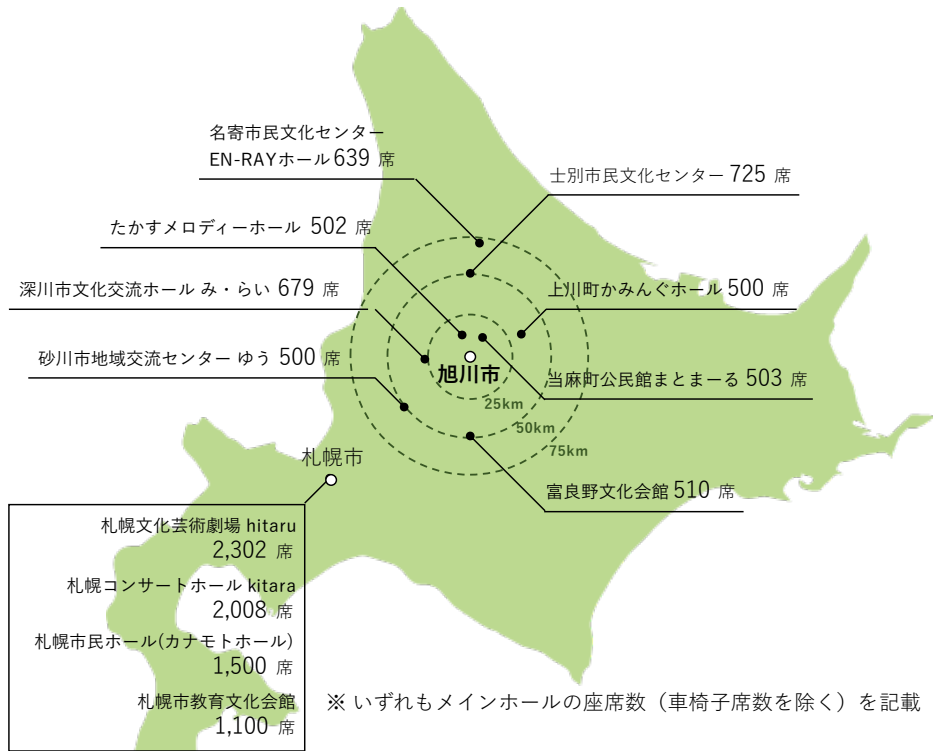 名寄市民文化センター
EN-RAYホール 639 席
士別市民文化センター 725 席
たかすメロディーホール 502 席
深川市文化交流ホール み・らい 679 席
上川町かみんぐホール 500 席
砂川市地域交流センター ゆう 500 席
旭川市
当麻町公民館まとまーる 503 席
25km
50km
75km
札幌市
富良野文化会館 510 席
札幌文化芸術劇場 hitaru
2,302 席
札幌コンサートホール kitara
2,008 席
札幌市民ホール(カナモトホール)
1,500 席
札幌市教育文化会館
1,100 席
※ いずれもメインホールの座席数（車椅子席数を除く）を記載